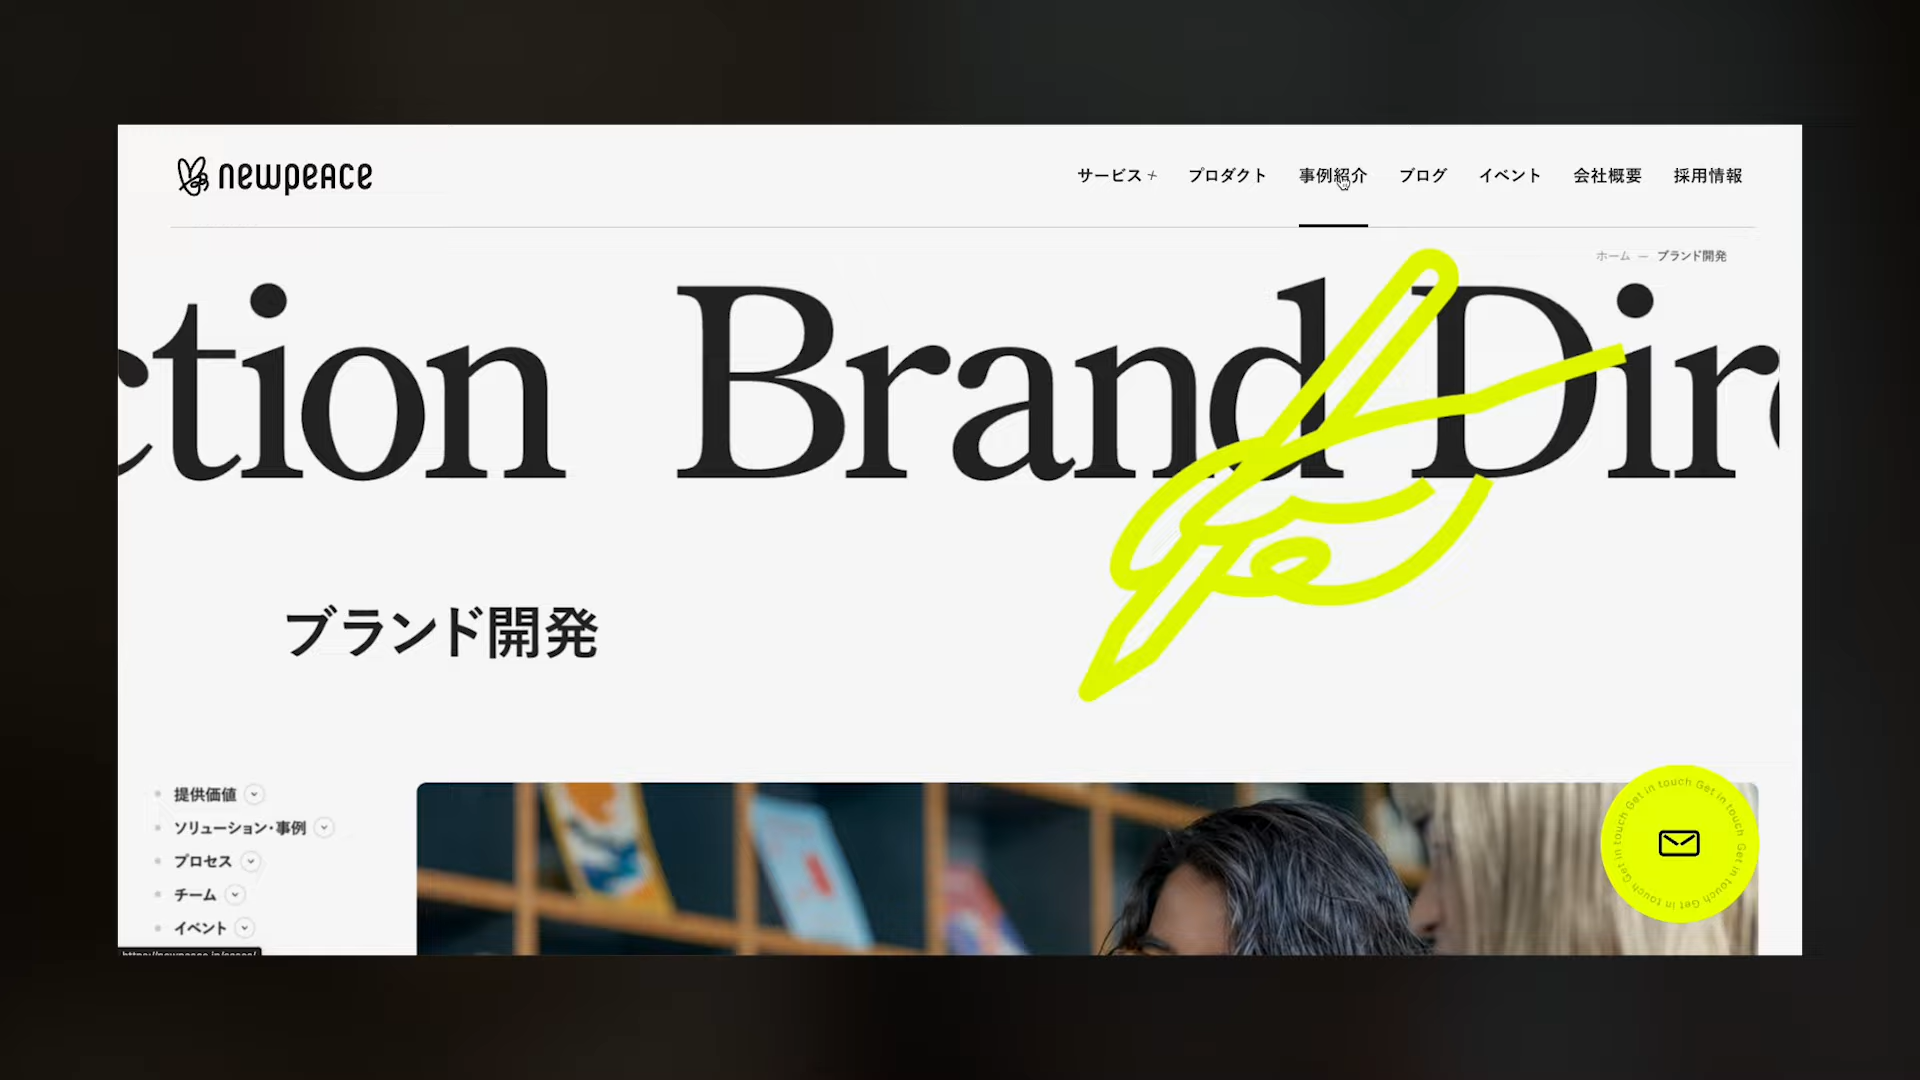 newpeace
サービス +
プロダクト
事例紹介
ブログ
イベント
会社概要
採用情報
ホーム — ブランド開発
ction Brand Dire
ブランド開発
提供価値
ソリューション・事例
プロセス
チーム
イベント
Get in touch Get in touch Get in touch Get in touch